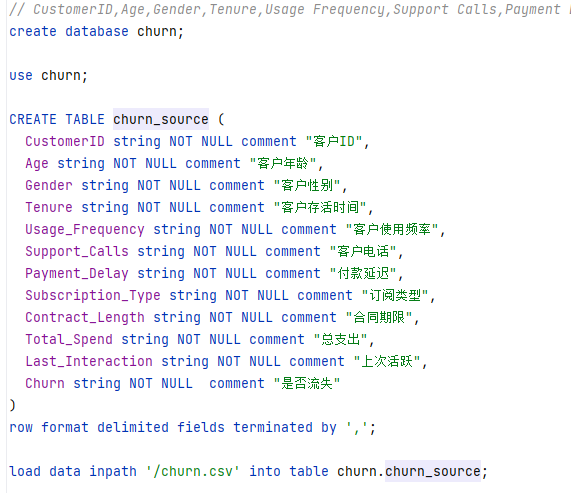 // CustomerID,Age,Gender,Tenure,Usage Frequency,Support Calls,Payment
create database churn;
use churn;
CREATE TABLE churn_source (
CustomerID string NOT NULL comment "客户ID",
Age string NOT NULL comment "客户年龄",
Gender string NOT NULL comment "客户性别",
Tenure string NOT NULL comment "客户存活时间",
Usage_Frequency string NOT NULL comment "客户使用频率",
Support_Calls string NOT NULL comment "客户电话",
Payment_Delay string NOT NULL comment "付款延迟",
Subscription_Type string NOT NULL comment "订阅类型",
Contract_Length string NOT NULL comment "合同期限",
Total_Spend string NOT NULL comment "总支出",
Last_Interaction string NOT NULL comment "上次活跃",
Churn string NOT NULL  comment "是否流失"
)
row format delimited fields terminated by ',';
load data inpath '/churn.csv' into table churn.churn_source;